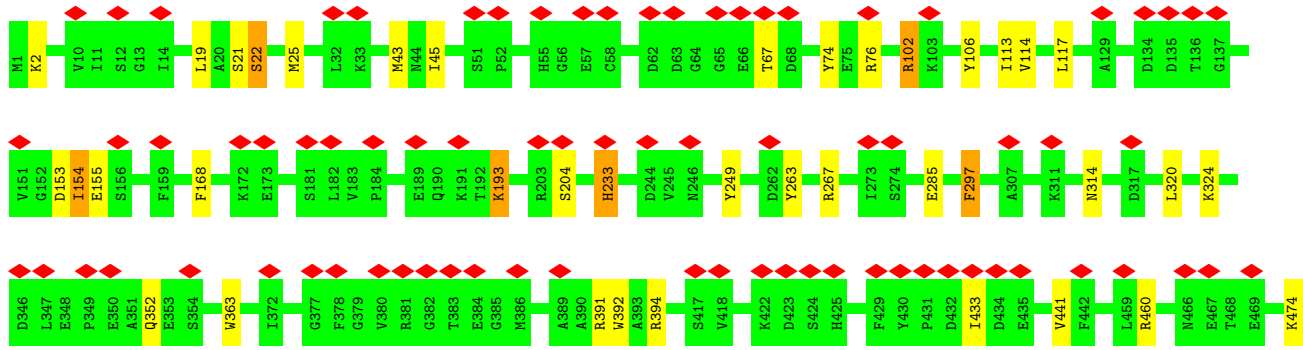 M1 K2 V10 I11 S12 G13 I14 L19 A20 S21 S22 M25 L32 K33 M43 N44 I45 S51 P52 H55 G56 E57 C58 D62 D63 G64 G65 E66 T67 D68 Y74 E75 R76 R102 K103 Y106 I113 V114 L117 A129 D134 D135 T136 G137
V151 G152 D153 I154 E155 S156 F159 F168 K172 E173 S181 L182 V183 P184 E189 Q190 K191 T192 K193 R203 S204 H233 D244 V245 N246 Y249 D262 Y263 R267 I273 S274 E285 F297 A307 K311 N314 D317 L320 K324
D346 L347 E348 P349 E350 A351 Q352 E353 S354 W363 I372 G377 F378 G379 V380 R381 G382 T383 E384 G385 M386 A389 A390 R391 W392 A393 R394 S417 V418 K422 D423 S424 H425 F429 Y430 P431 D432 I433 D434 E435 V441 F442 L459 R460 N466 E467 T468 E469 K474